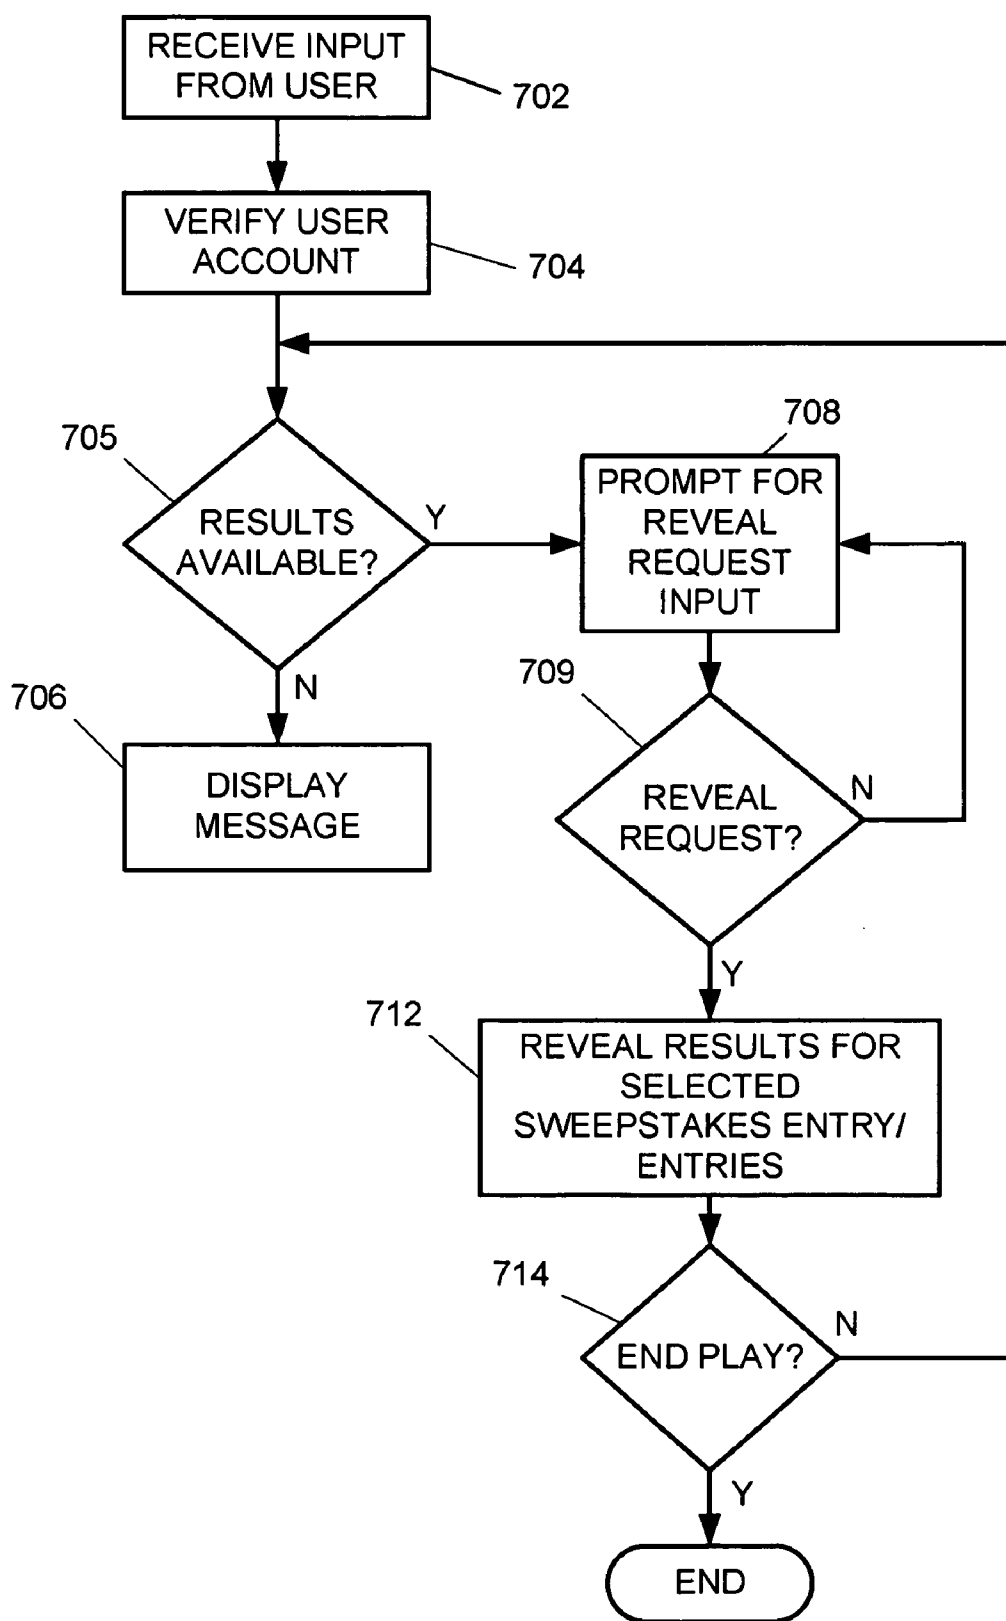 RECEIVE INPUT
FROM USER
702
VERIFY USER
ACCOUNT
704
705
RESULTS
AVAILABLE?
Y
N
708
PROMPT FOR
REVEAL
REQUEST
INPUT
706
DISPLAY
MESSAGE
709
REVEAL
REQUEST?
N
Y
712
REVEAL RESULTS FOR
SELECTED
SWEEPSTAKES ENTRY/
ENTRIES
714
END PLAY?
N
Y
END